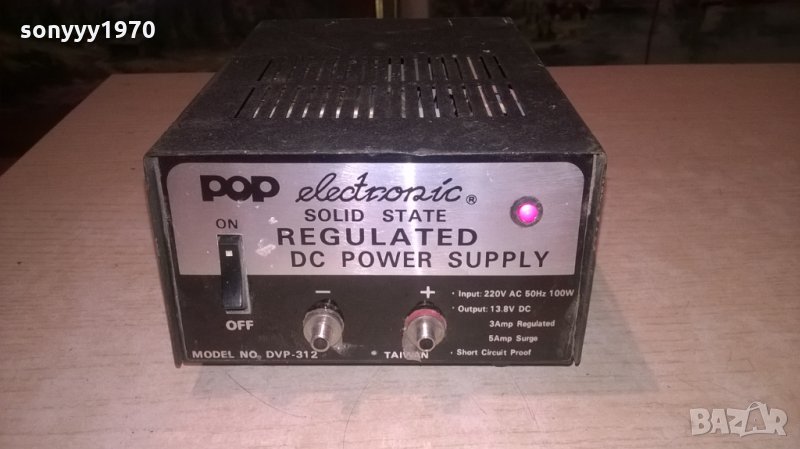 sonyyy1970
POP electronic®
SOLID STATE
REGULATED
DC POWER SUPPLY
ON
OFF
− +
• Input: 220V AC 50Hz 100W
• Output: 13.8V DC
3Amp Regulated
5Amp Surge
• Short Circuit Proof
MODEL NO. DVP-312
• TAIWAN
BAZAR